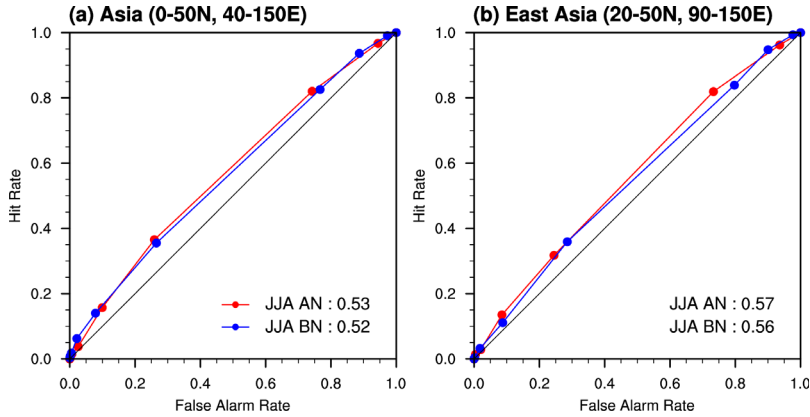 (a) Asia (0-50N, 40-150E)
1.0
0.8
0.6
0.4
0.2
0.0
Hit Rate
JJA AN : 0.53
JJA BN : 0.52
0.0 0.2 0.4 0.6 0.8 1.0
False Alarm Rate
(b) East Asia (20-50N, 90-150E)
1.0
0.8
0.6
0.4
0.2
0.0
Hit Rate
JJA AN : 0.57
JJA BN : 0.56
0.0 0.2 0.4 0.6 0.8 1.0
False Alarm Rate